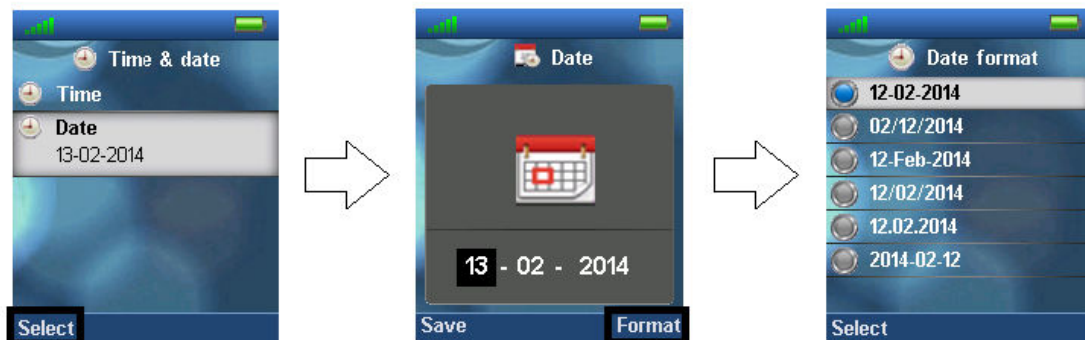 Time & date
Time
Date
13-02-2014
Select
Date
13 - 02 - 2014
Save Format
Date format
12-02-2014
02/12/2014
12-Feb-2014
12/02/2014
12.02.2014
2014-02-12
Select